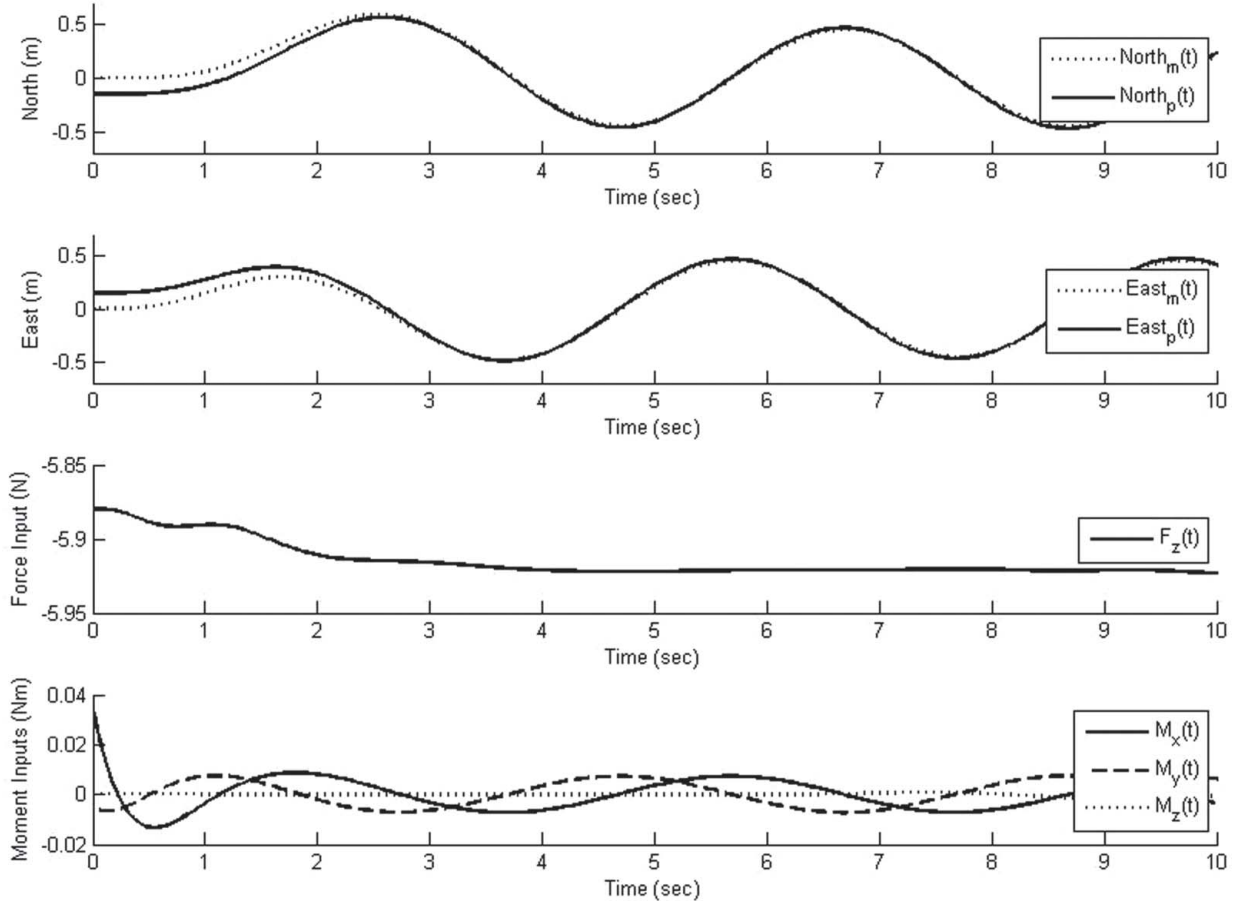 North (m)
0.5
0
-0.5
North_m(t)
North_p(t)
0 1 2 3 4 5 6 7 8 9 10
Time (sec)
East (m)
0.5
0
-0.5
East_m(t)
East_p(t)
0 1 2 3 4 5 6 7 8 9 10
Time (sec)
Force Input (N)
-5.85
-5.9
-5.95
F_z(t)
0 1 2 3 4 5 6 7 8 9 10
Time (sec)
Moment Inputs (Nm)
0.04
0.02
0
-0.02
M_x(t)
M_y(t)
M_z(t)
0 1 2 3 4 5 6 7 8 9 10
Time (sec)